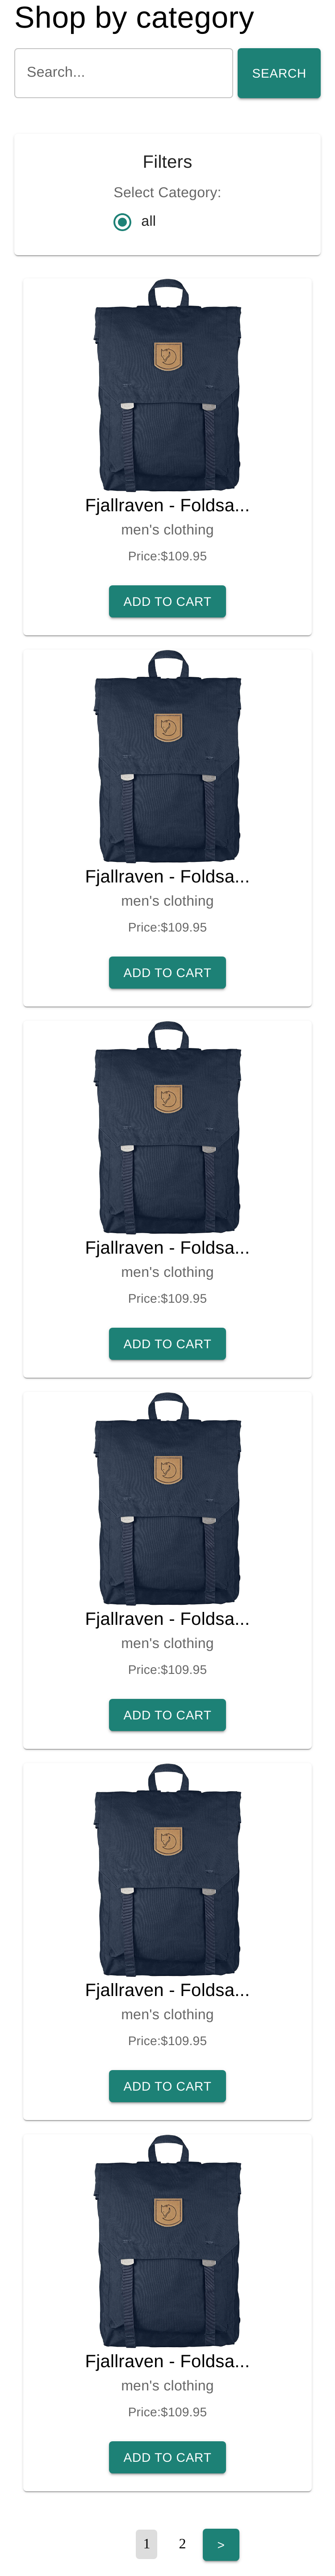 Shop by category
Search...
SEARCH
Filters
Select Category:
all
Fjallraven - Foldsa...
men's clothing
Price:$109.95
ADD TO CART
Fjallraven - Foldsa...
men's clothing
Price:$109.95
ADD TO CART
Fjallraven - Foldsa...
men's clothing
Price:$109.95
ADD TO CART
Fjallraven - Foldsa...
men's clothing
Price:$109.95
ADD TO CART
Fjallraven - Foldsa...
men's clothing
Price:$109.95
ADD TO CART
Fjallraven - Foldsa...
men's clothing
Price:$109.95
ADD TO CART
1 2 >